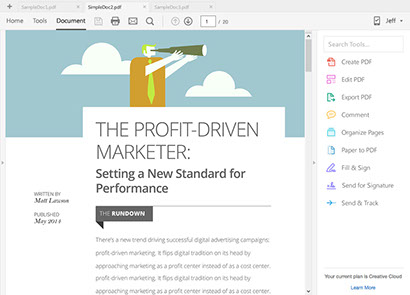 SimpleDoc1.pdf SimpleDoc2.pdf SimpleDoc3.pdf
Home Tools Document 1 / 20 Jeff
Search Tools...
Create PDF
Edit PDF
Export PDF
Comment
Organize Pages
Paper to PDF
Fill & Sign
Send for Signature
Send & Track
THE PROFIT-DRIVEN
MARKETER:
Setting a New Standard for
Performance
WRITTEN BY
Matt Lawson
PUBLISHED
May 2014
THE RUNDOWN
There's a new trend driving successful digital advertising campaigns:
profit-driven marketing. It flips digital tradition on its head by
approaching marketing as a profit center instead of as a cost center.
profit-driven marketing. It flips digital tradition on its head by
approaching marketing as a profit center instead of as a cost center.
Your current plan is Creative Cloud
Learn More